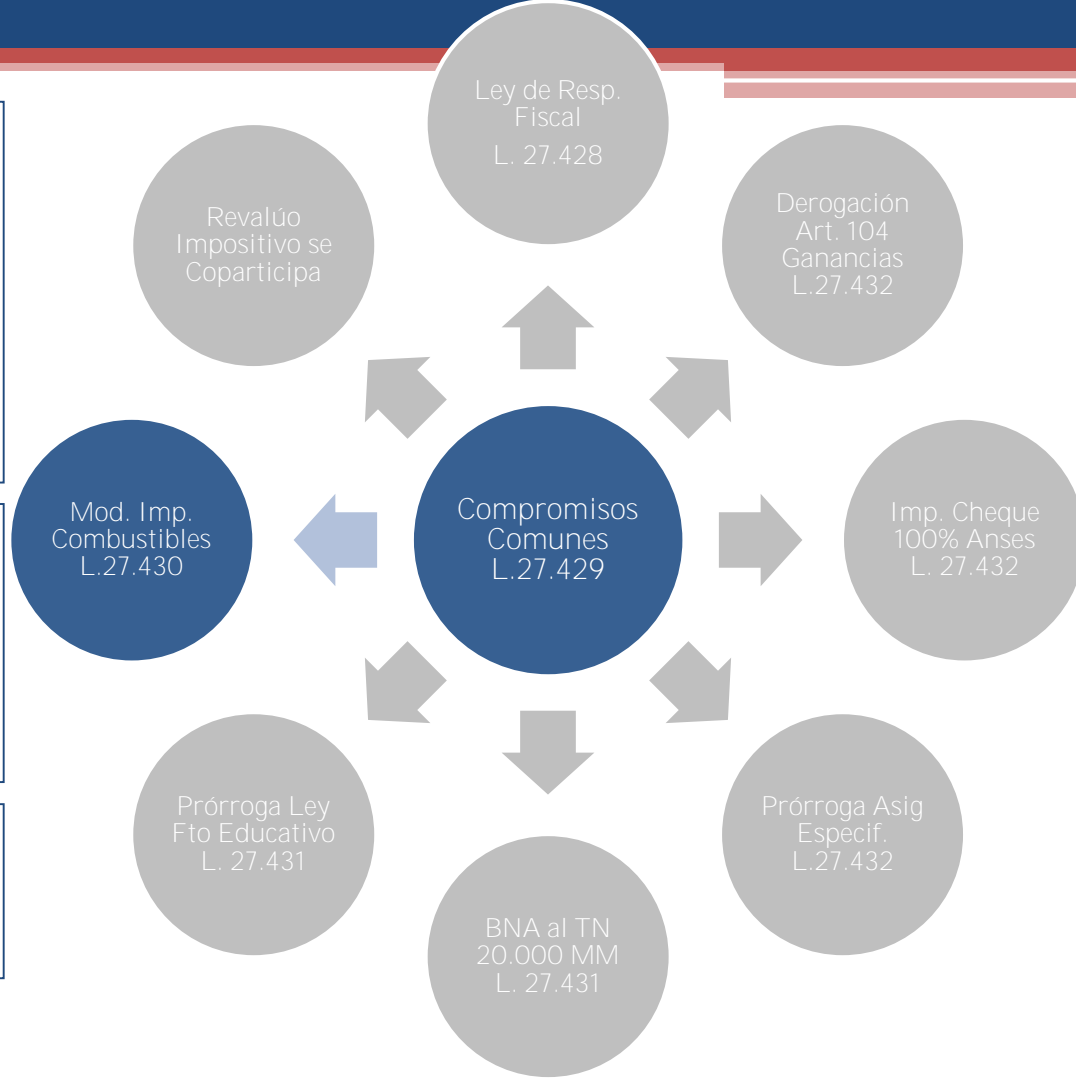 Ley de Resp.
Fiscal
L. 27.428
Revalúo
Impositivo se
Coparticipa
Derogación
Art. 104
Ganancias
L.27.432
Mod. Imp.
Combustibles
L.27.430
Compromisos
Comunes
L.27.429
Imp. Cheque
100% Anses
L. 27.432
Prórroga Ley
Fto Educativo
L. 27.431
Prórroga Asig
Especif.
L.27.432
BNA al TN
20.000 MM
L. 27.431